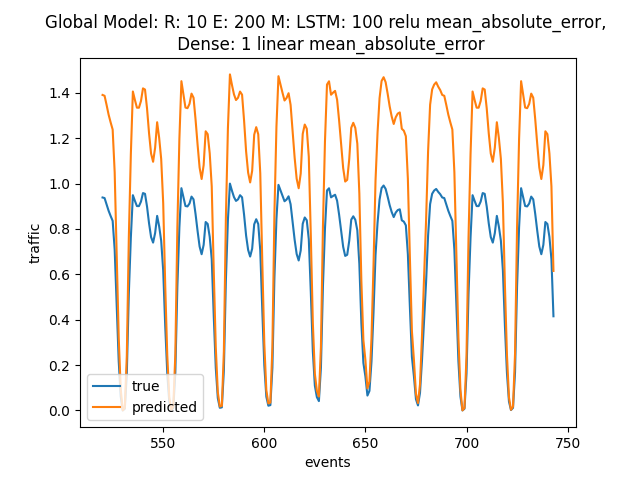 Global Model: R: 10 E: 200 M: LSTM: 100 relu mean_absolute_error,
Dense: 1 linear mean_absolute_error
1.4
1.2
1.0
0.8
0.6
0.4
0.2
0.0
traffic
true
predicted
550
600
650
700
750
events